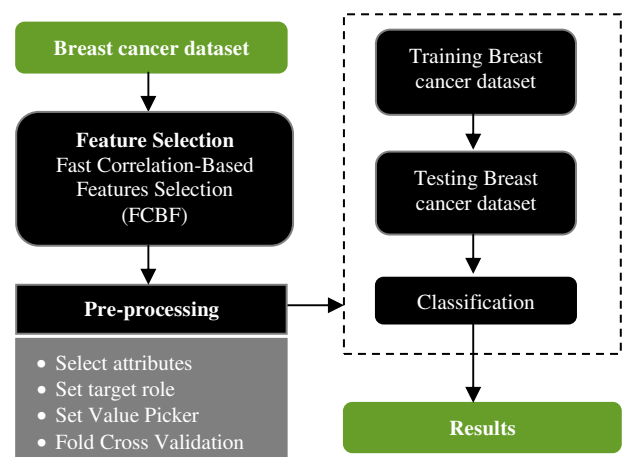 Breast cancer dataset
Feature Selection
Fast Correlation-Based
Features Selection
(FCBF)
Pre-processing
• Select attributes
• Set target role
• Set Value Picker
• Fold Cross Validation
Training Breast
cancer dataset
Testing Breast
cancer dataset
Classification
Results